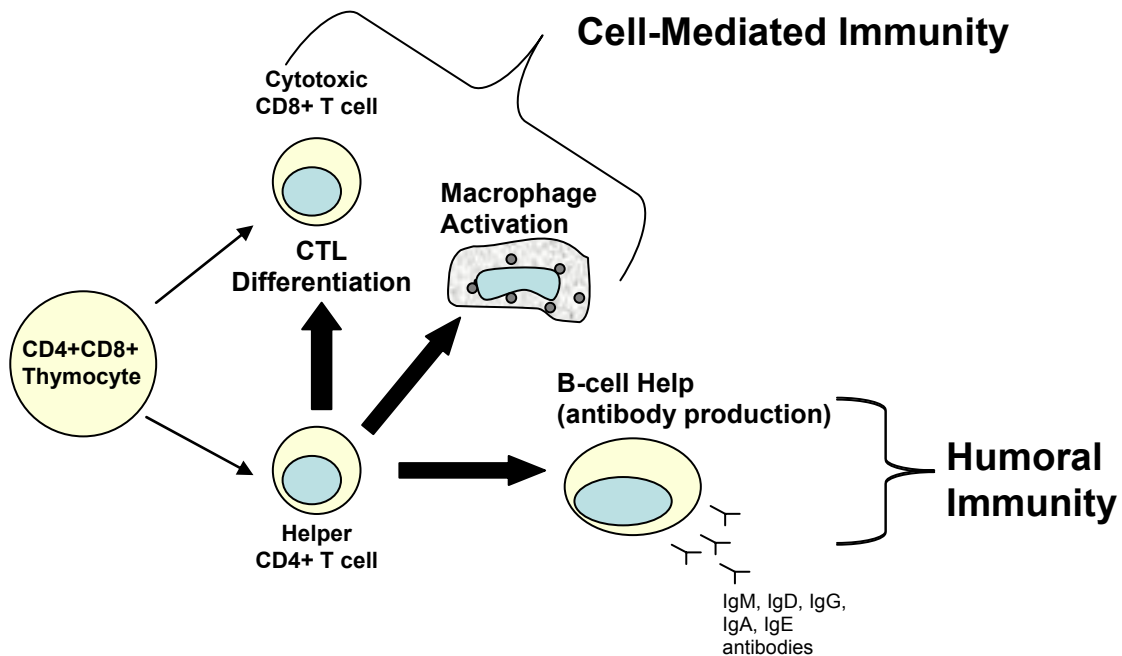 Cell-Mediated Immunity
Cytotoxic
CD8+ T cell
Macrophage
Activation
CTL
Differentiation
CD4+CD8+
Thymocyte
B-cell Help
(antibody production)
Humoral
Immunity
Helper
CD4+ T cell
IgM, IgD, IgG,
IgA, IgE
antibodies